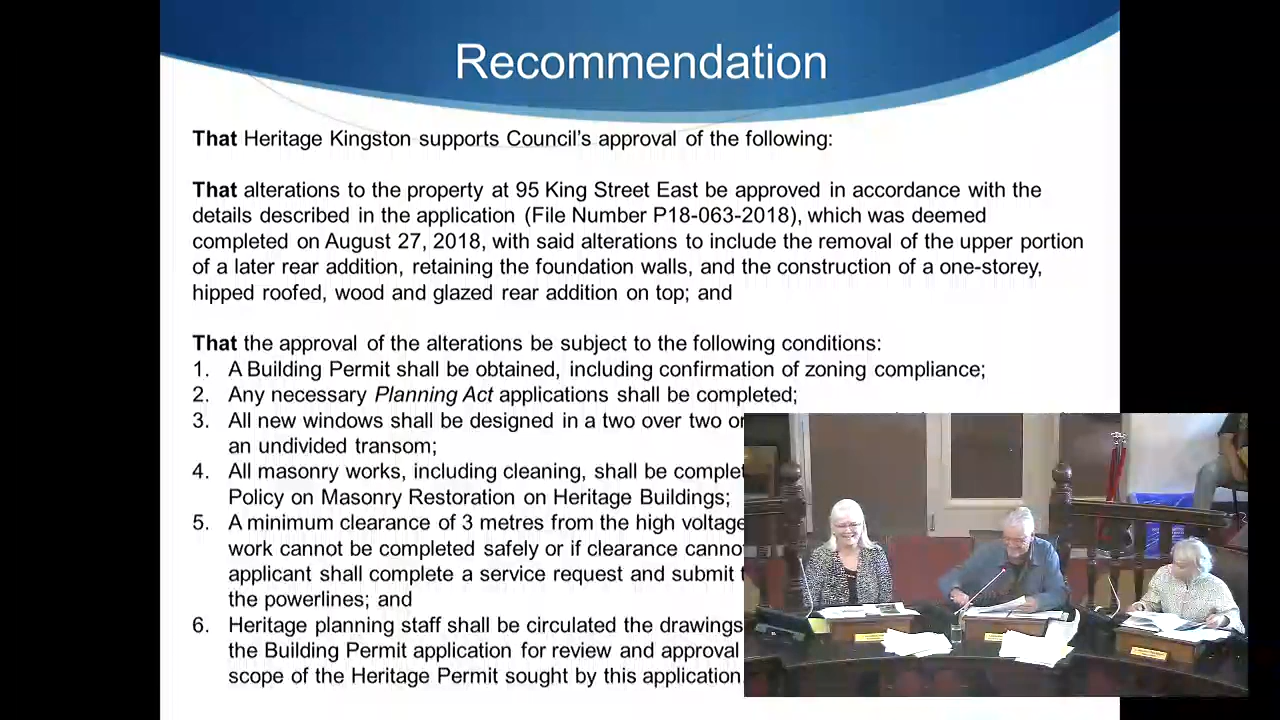 Recommendation
That Heritage Kingston supports Council's approval of the following:
That alterations to the property at 95 King Street East be approved in accordance with the
details described in the application (File Number P18-063-2018), which was deemed
completed on August 27, 2018, with said alterations to include the removal of the upper portion
of a later rear addition, retaining the foundation walls, and the construction of a one-storey,
hipped roofed, wood and glazed rear addition on top; and
That the approval of the alterations be subject to the following conditions:
1. A Building Permit shall be obtained, including confirmation of zoning compliance;
2. Any necessary Planning Act applications shall be completed;
3. All new windows shall be designed in a two over two
an undivided transom;
4. All masonry works, including cleaning, shall be
Policy on Masonry Restoration on Heritage Buildings;
5. A minimum clearance of 3 metres from the high voltage
work cannot be completed safely or if clearance
applicant shall complete a service request and submit
the powerlines; and
6. Heritage planning staff shall be circulated the drawings
the Building Permit application for review and approval
scope of the Heritage Permit sought by this application